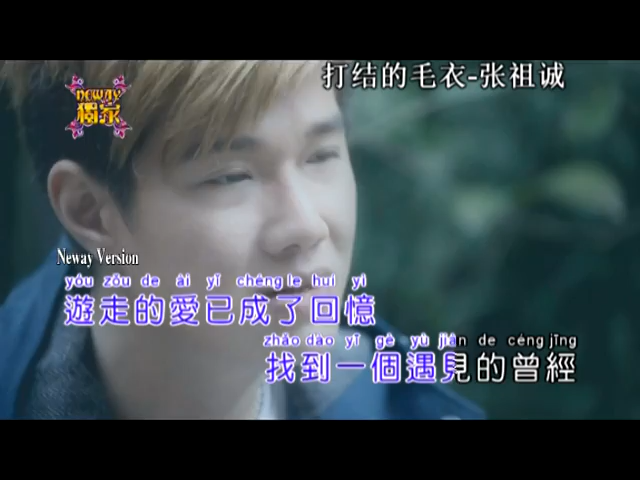 打结的毛衣-张祖诚
NEWAY
獨家
Neway Version
yóu zǒu de ài yǐ chéng le huí yì
遊走的愛已成了回憶
zhǎo dào yī gè yù jiàn de céng jīng
找到一個遇見的曾經